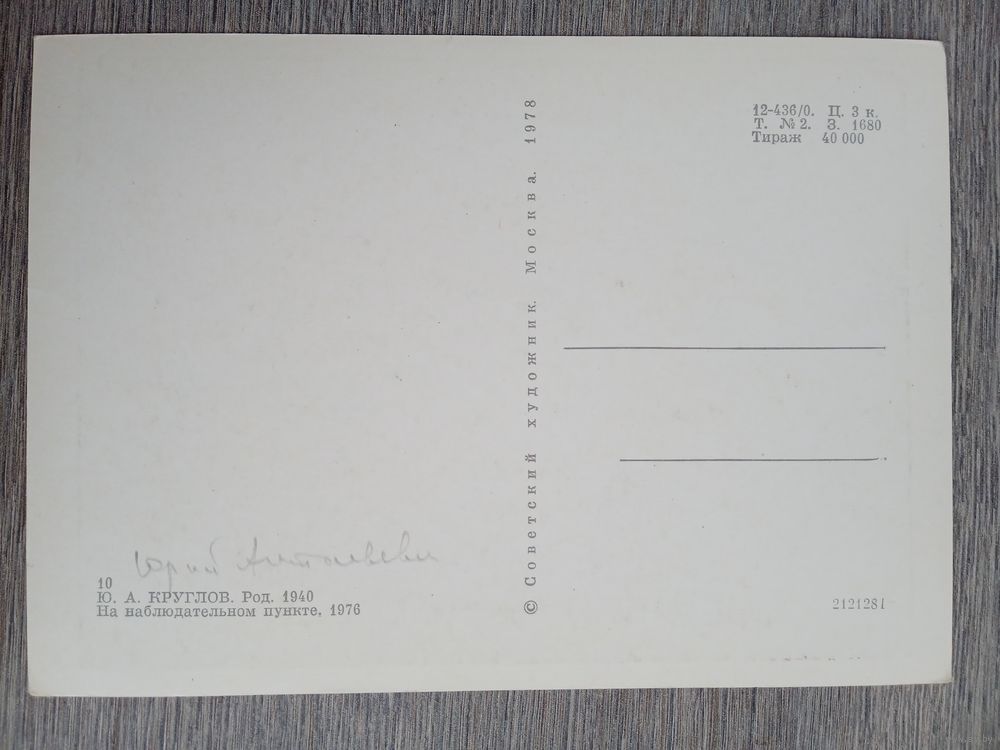 Юрий
10
Ю. А. КРУГЛОВ. Род. 1940
На наблюдательном пункте, 1976
© Советский художник. Москва. 1978
12-436/0. Ц. 3 к.
Т. №2. З. 1680
Тираж 40 000
2121281